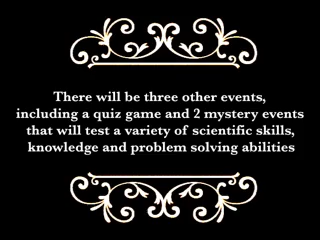 There will be three other events,
including a quiz game and 2 mystery events
that will test a variety of scientific skills,
knowledge and problem solving abilities